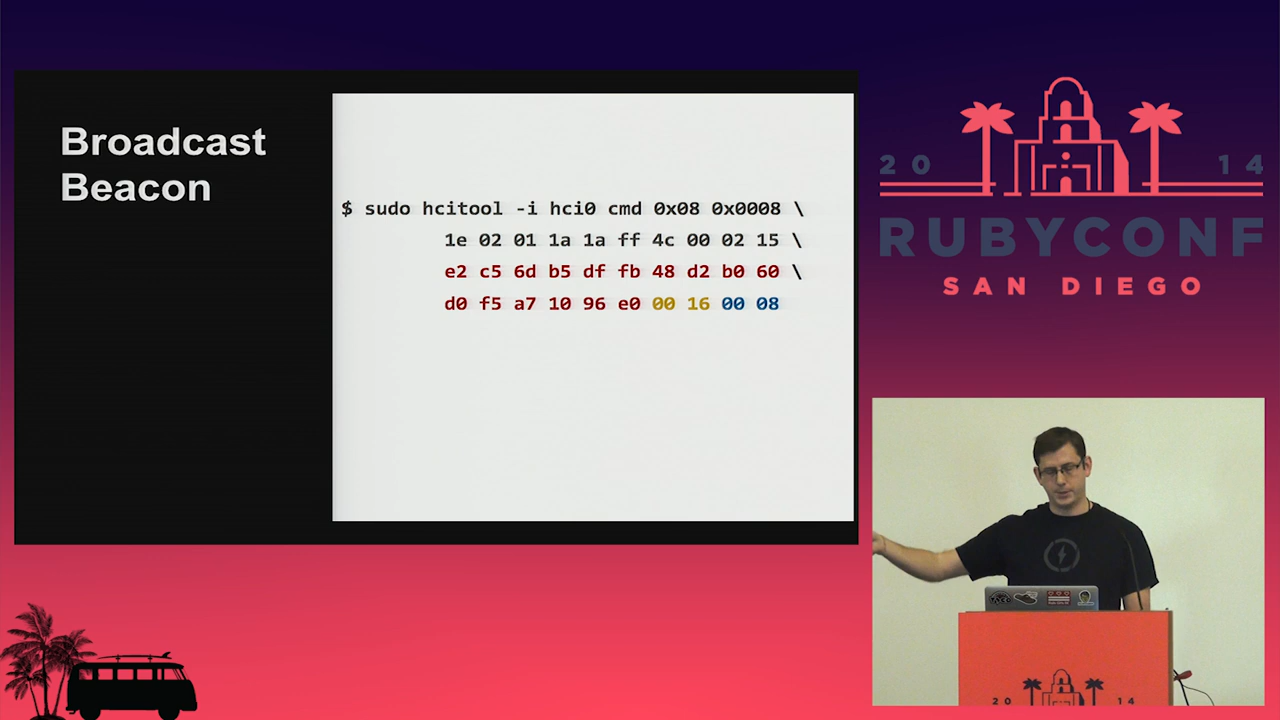 Broadcast
Beacon
$ sudo hcitool -i hci0 cmd 0x08 0x0008 \
1e 02 01 1a 1a ff 4c 00 02 15 \
e2 c5 6d b5 df fb 48 d2 b0 60 \
d0 f5 a7 10 96 e0 00 16 00 08
20 14
RUBYCONF
SAN DIEGO
20 14